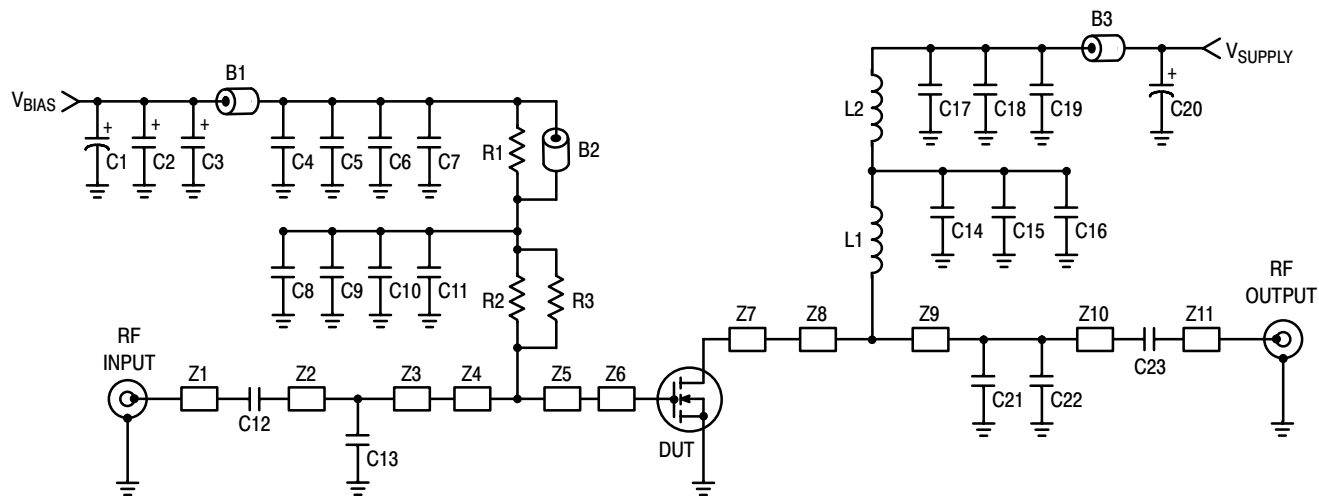 B3
V_SUPPLY
+
C17
C18
C19
C20
L2
B1
V_BIAS
+
+
+
C1
C2
C3
C4
C5
C6
C7
R1
B2
L1
C14
C15
C16
C8
C9
C10
C11
R2
R3
RF
INPUT
Z1
C12
Z2
C13
Z3
Z4
Z5
Z6
DUT
Z7
Z8
Z9
C21
C22
Z10
C23
Z11
RF
OUTPUT